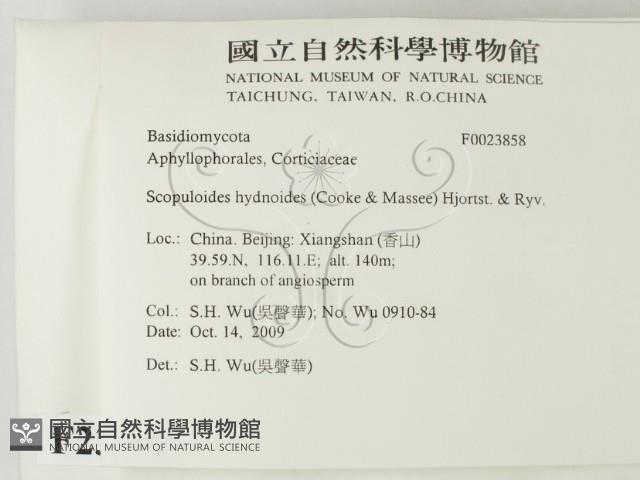 國立自然科學博物館
NATIONAL MUSEUM OF NATURAL SCIENCE
TAICHUNG, TAIWAN, R.O.CHINA
Basidiomycota F0023858
Aphyllophorales, Corticiaceae
Scopuloides hydnoides (Cooke & Massee) Hjortst. & Ryv.
Loc.: China. Beijing: Xiangshan (香山)
39.59.N, 116.11.E; alt. 140m;
on branch of angiosperm
Col.: S.H. Wu(吳聲華); No. Wu 0910-84
Date: Oct. 14, 2009
Det.: S.H. Wu(吳聲華)
國立自然科學博物館
NATIONAL MUSEUM OF NATURAL SCIENCE